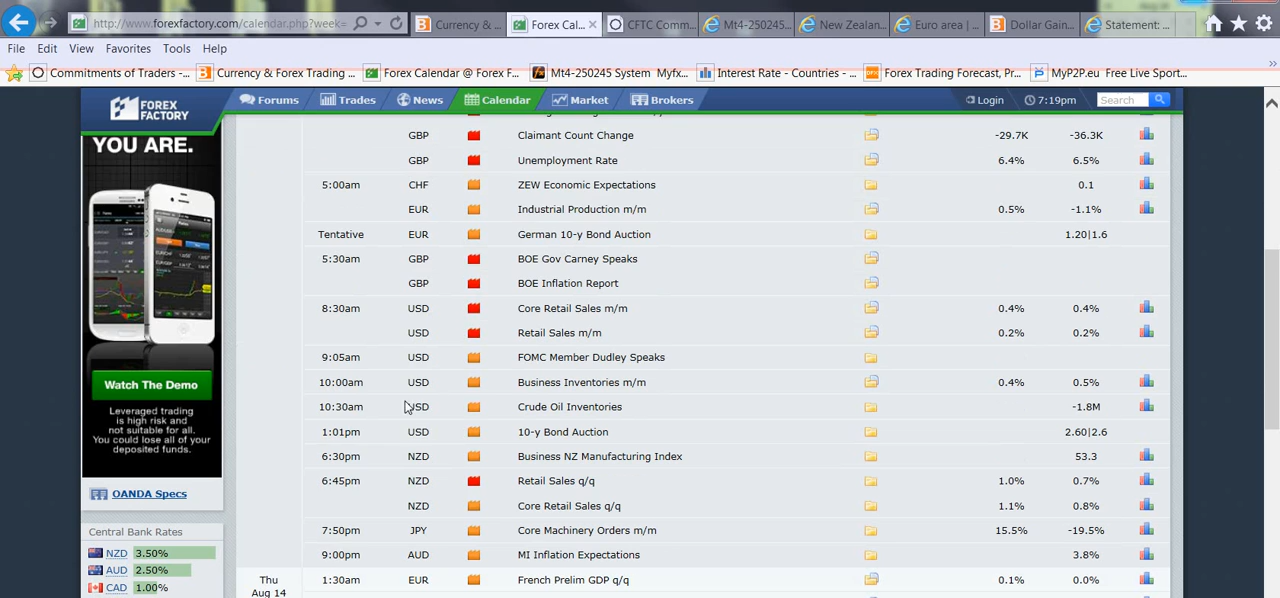 http://www.forexfactory.com/calendar.php?week=
Currency & ...
Forex Cal...
CFTC Comm...
Mt4-250245...
New Zealan...
Euro area | ...
Dollar Gain...
Statement: ...
File Edit View Favorites Tools Help
Commitments of Traders -...
Currency & Forex Trading ...
Forex Calendar @ Forex F...
Mt4-250245 System Myfx...
Interest Rate - Countries - ...
Forex Trading Forecast, Pr...
MyP2P.eu Free Live Sport...
FOREX FACTORY
Forums Trades News Calendar Market Brokers
Login 7:19pm Search
YOU ARE.
Watch The Demo
Leveraged trading
is high risk and
not suitable for all.
You could lose all of your
deposited funds.
OANDA Specs
Central Bank Rates
NZD 3.50%
AUD 2.50%
CAD 1.00%
GBP Claimant Count Change -29.7K -36.3K
GBP Unemployment Rate 6.4% 6.5%
5:00am CHF ZEW Economic Expectations 0.1
EUR Industrial Production m/m 0.5% -1.1%
Tentative EUR German 10-y Bond Auction 1.20|1.6
5:30am GBP BOE Gov Carney Speaks
GBP BOE Inflation Report
8:30am USD Core Retail Sales m/m 0.4% 0.4%
USD Retail Sales m/m 0.2% 0.2%
9:05am USD FOMC Member Dudley Speaks
10:00am USD Business Inventories m/m 0.4% 0.5%
10:30am USD Crude Oil Inventories -1.8M
1:01pm USD 10-y Bond Auction 2.60|2.6
6:30pm NZD Business NZ Manufacturing Index 53.3
6:45pm NZD Retail Sales q/q 1.0% 0.7%
NZD Core Retail Sales q/q 1.1% 0.8%
7:50pm JPY Core Machinery Orders m/m 15.5% -19.5%
9:00pm AUD MI Inflation Expectations 3.8%
Thu
Aug 14
1:30am EUR French Prelim GDP q/q 0.1% 0.0%